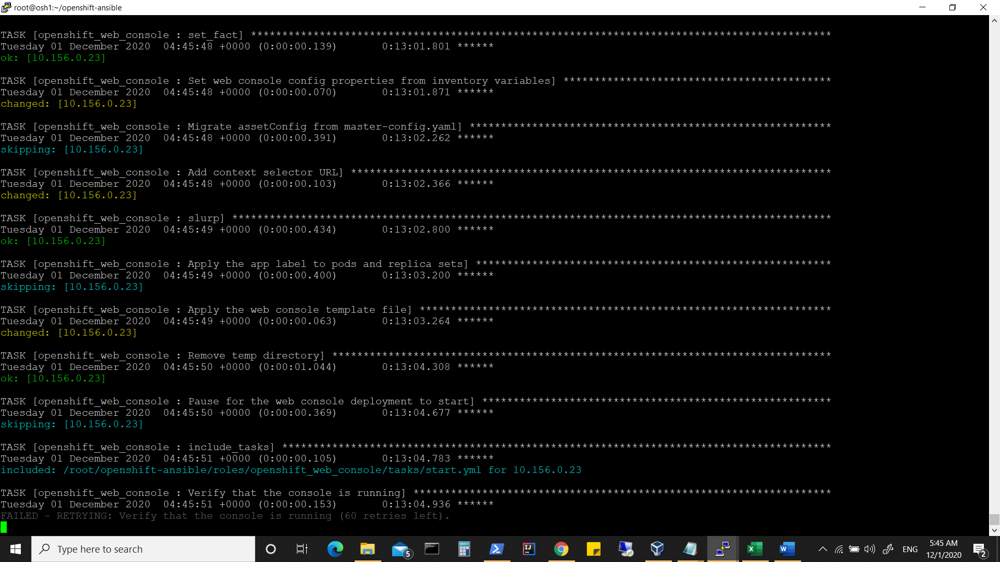 root@osh1:~/openshift-ansible
TASK [openshift_web_console : set_fact] *********************************************************************************************
Tuesday 01 December 2020  04:45:48 +0000 (0:00:00.139)       0:13:01.801 ******
ok: [10.156.0.23]
TASK [openshift_web_console : Set web console config properties from inventory variables] *******************************************
Tuesday 01 December 2020  04:45:48 +0000 (0:00:00.070)       0:13:01.871 ******
changed: [10.156.0.23]
TASK [openshift_web_console : Migrate assetConfig from master-config.yaml] **********************************************************
Tuesday 01 December 2020  04:45:48 +0000 (0:00:00.391)       0:13:02.262 ******
skipping: [10.156.0.23]
TASK [openshift_web_console : Add context selector URL] *****************************************************************************
Tuesday 01 December 2020  04:45:48 +0000 (0:00:00.103)       0:13:02.366 ******
changed: [10.156.0.23]
TASK [openshift_web_console : slurp] ************************************************************************************************
Tuesday 01 December 2020  04:45:49 +0000 (0:00:00.434)       0:13:02.800 ******
ok: [10.156.0.23]
TASK [openshift_web_console : Apply the app label to pods and replica sets] *********************************************************
Tuesday 01 December 2020  04:45:49 +0000 (0:00:00.400)       0:13:03.200 ******
skipping: [10.156.0.23]
TASK [openshift_web_console : Apply the web console template file] ******************************************************************
Tuesday 01 December 2020  04:45:49 +0000 (0:00:00.063)       0:13:03.264 ******
changed: [10.156.0.23]
TASK [openshift_web_console : Remove temp directory] ********************************************************************************
Tuesday 01 December 2020  04:45:50 +0000 (0:00:01.044)       0:13:04.308 ******
ok: [10.156.0.23]
TASK [openshift_web_console : Pause for the web console deployment to start] ********************************************************
Tuesday 01 December 2020  04:45:50 +0000 (0:00:00.369)       0:13:04.677 ******
skipping: [10.156.0.23]
TASK [openshift_web_console : include_tasks] ****************************************************************************************
Tuesday 01 December 2020  04:45:51 +0000 (0:00:00.105)       0:13:04.783 ******
included: /root/openshift-ansible/roles/openshift_web_console/tasks/start.yml for 10.156.0.23
TASK [openshift_web_console : Verify that the console is running] *******************************************************************
Tuesday 01 December 2020  04:45:51 +0000 (0:00:00.153)       0:13:04.936 ******
FAILED - RETRYING: Verify that the console is running (60 retries left).
Type here to search
5
ENG
5:45 AM
12/1/2020
2